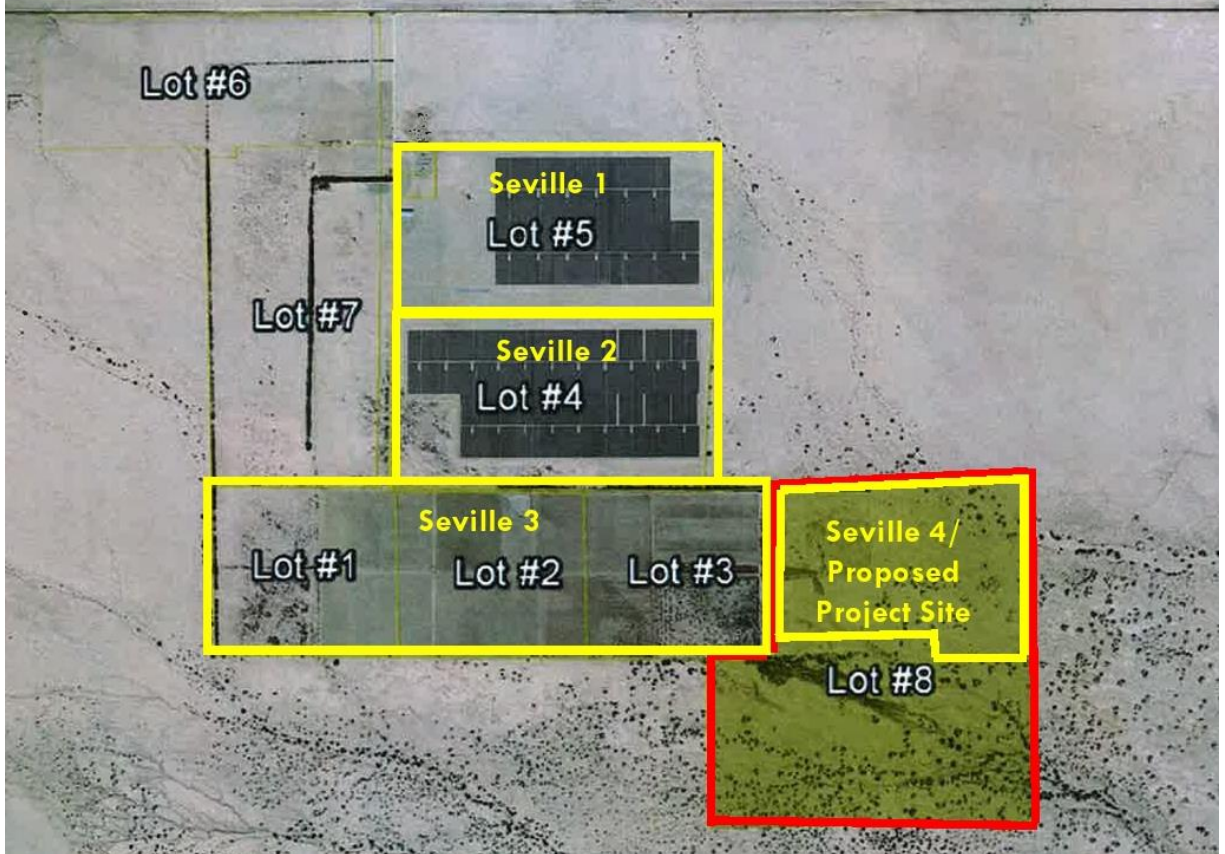 Lot #6
Seville 1
Lot #5
Lot #7
Seville 2
Lot #4
Seville 3
Lot #1
Lot #2
Lot #3
Seville 4/
Proposed
Project Site
Lot #8